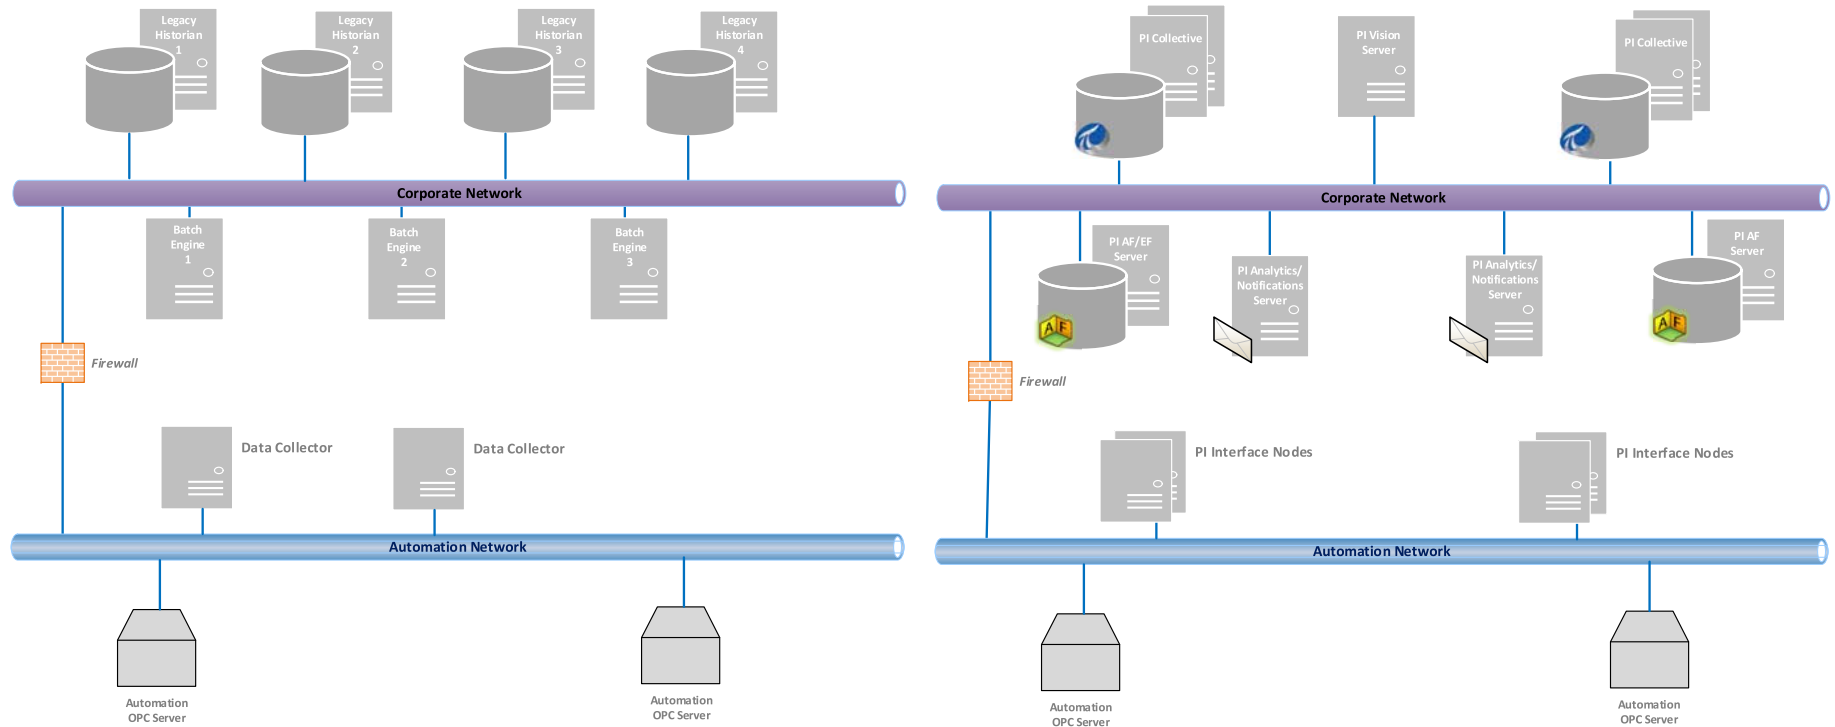 Legacy
Historian
1
Legacy
Historian
2
Legacy
Historian
3
Legacy
Historian
4
Corporate Network
Batch
Engine
1
Batch
Engine
2
Batch
Engine
3
Firewall
Data Collector
Data Collector
Automation Network
Automation
OPC Server
Automation
OPC Server
PI Collective
PI Vision
Server
PI Collective
Corporate Network
PI AF/EF
Server
PI Analytics/
Notifications
Server
PI Analytics/
Notifications
Server
PI AF
Server
A F
A F
Firewall
PI Interface Nodes
PI Interface Nodes
Automation Network
Automation
OPC Server
Automation
OPC Server